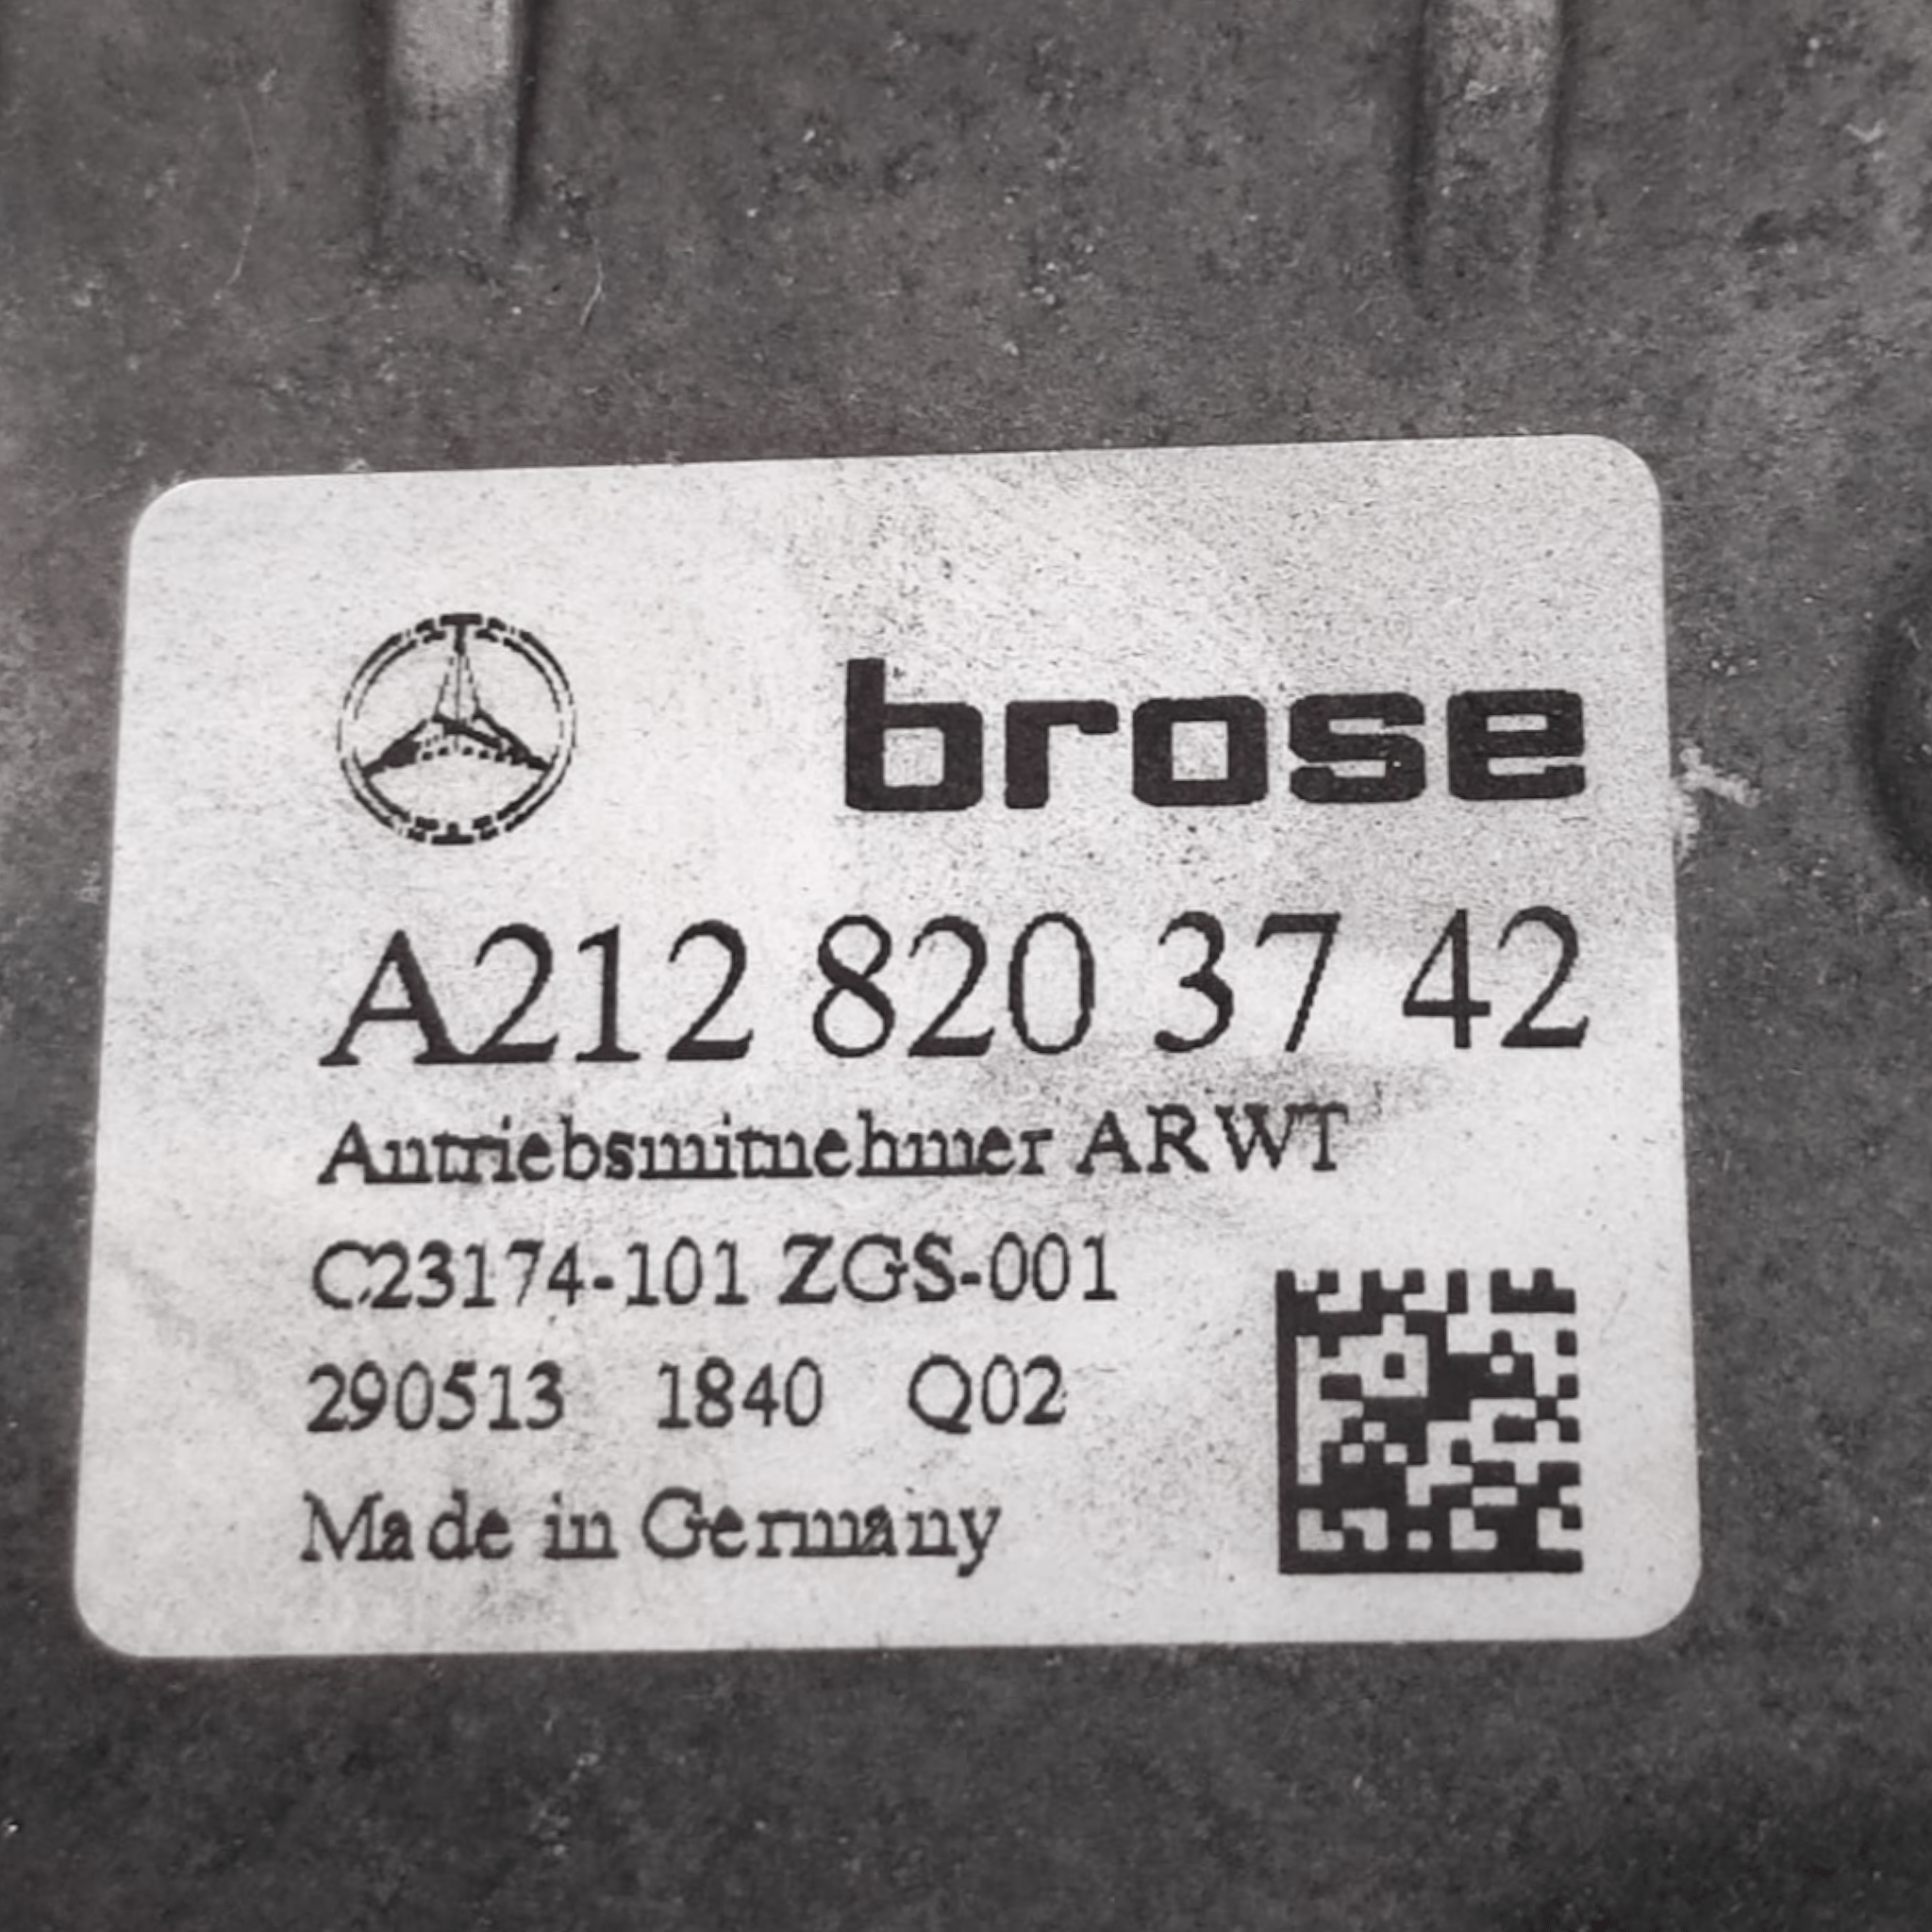 brose
A212 820 37 42
Antriebsmitnehmer ARWT
C23174-101 ZGS-001
290513 1840 Q02
Made in Germany